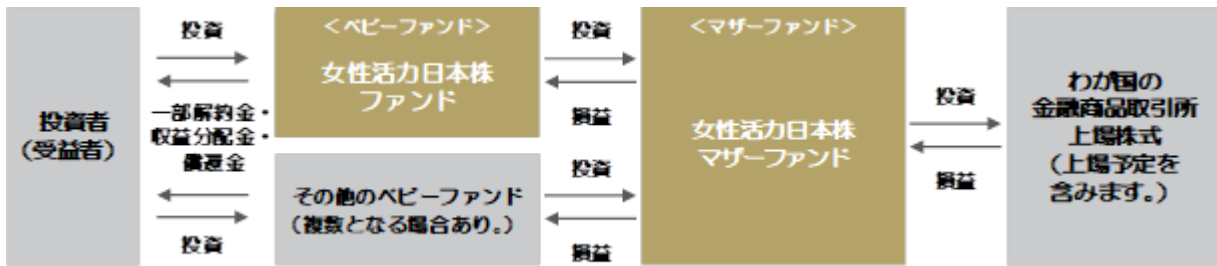 投資者
（受益者）
投資
一部解約金・
収益分配金・
償還金
投資
＜ベビーファンド＞
女性活力日本株
ファンド
その他のベビーファンド
（複数となる場合あり。）
投資
損益
投資
損益
＜マザーファンド＞
女性活力日本株
マザーファンド
投資
損益
わが国の
金融商品取引所
上場株式
（上場予定を
含みます。）